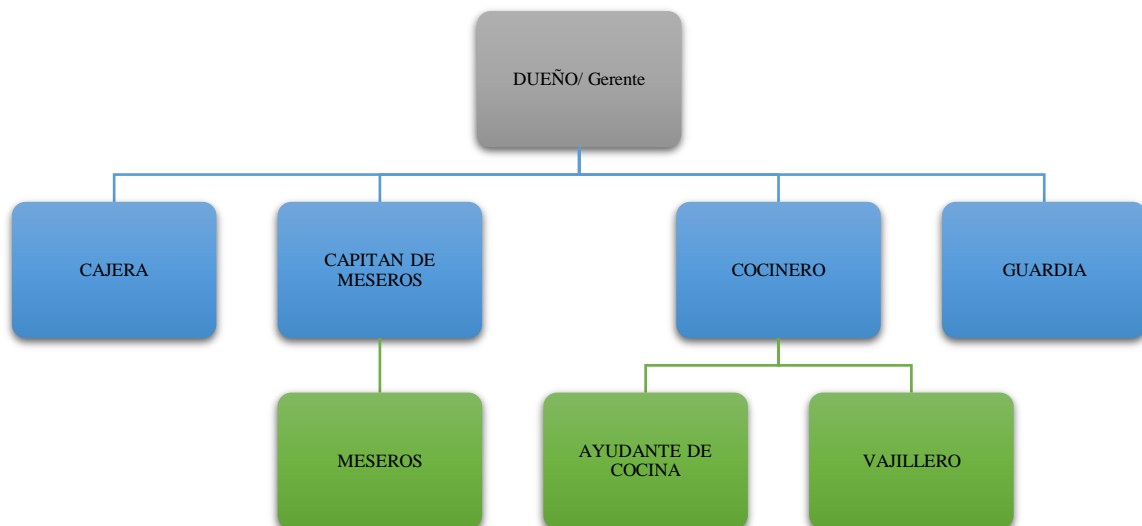 DUEÑO/ Gerente
CAJERA
CAPITAN DE
MESEROS
COCINERO
GUARDIA
MESEROS
AYUDANTE DE
COCINA
VAJILLERO